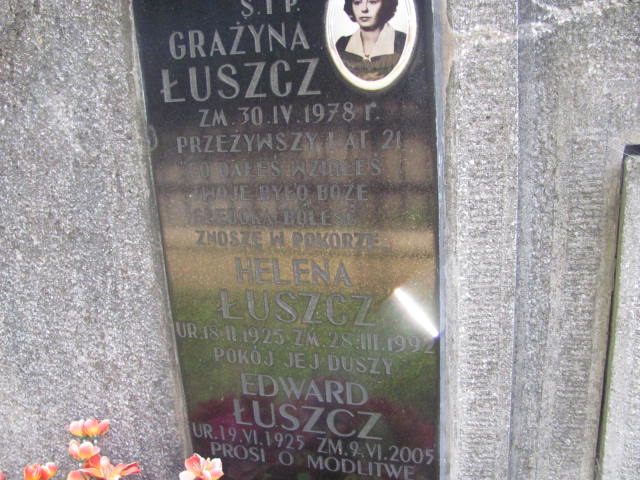 Ś.†P.
GRAŻYNA
ŁUSZCZ
ZM. 30.IV.1978 r.
PRZEŻYWSZY LAT 21
CO DAŁEŚ WZIĄŁEŚ
TWOJE BYŁO BOŻE
GŁĘBOKĄ BOLEŚĆ
ZNOSZĘ W POKORZE
HELENA
ŁUSZCZ
UR.18.II.1925 ZM.28.III.1992
POKÓJ JEJ DUSZY
EDWARD
ŁUSZCZ
UR.19.VI.1925 ZM.9.VI.2005
PROSI O MODLITWĘ